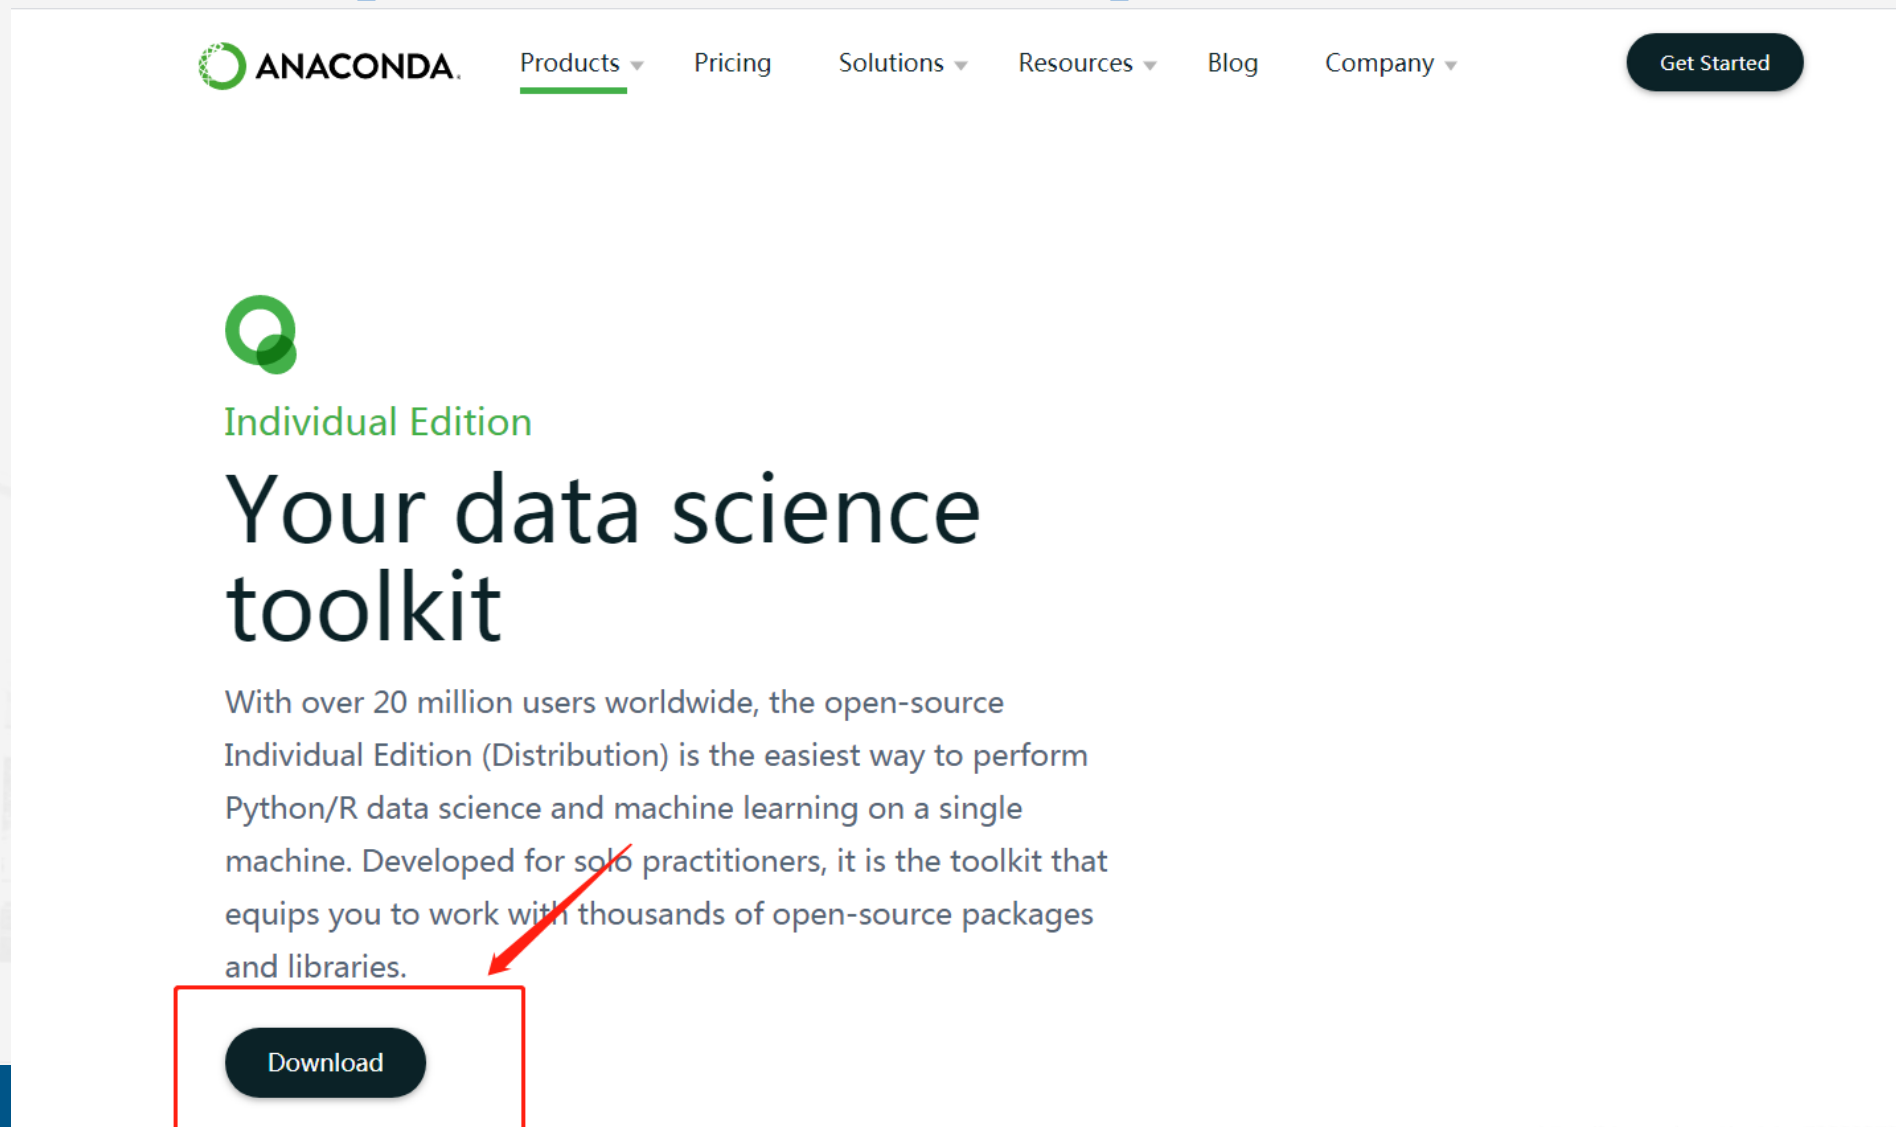 ANACONDA.
Products Pricing Solutions Resources Blog Company Get Started
Individual Edition
Your data science
toolkit
With over 20 million users worldwide, the open-source
Individual Edition (Distribution) is the easiest way to perform
Python/R data science and machine learning on a single
machine. Developed for solo practitioners, it is the toolkit that
equips you to work with thousands of open-source packages
and libraries.
Download